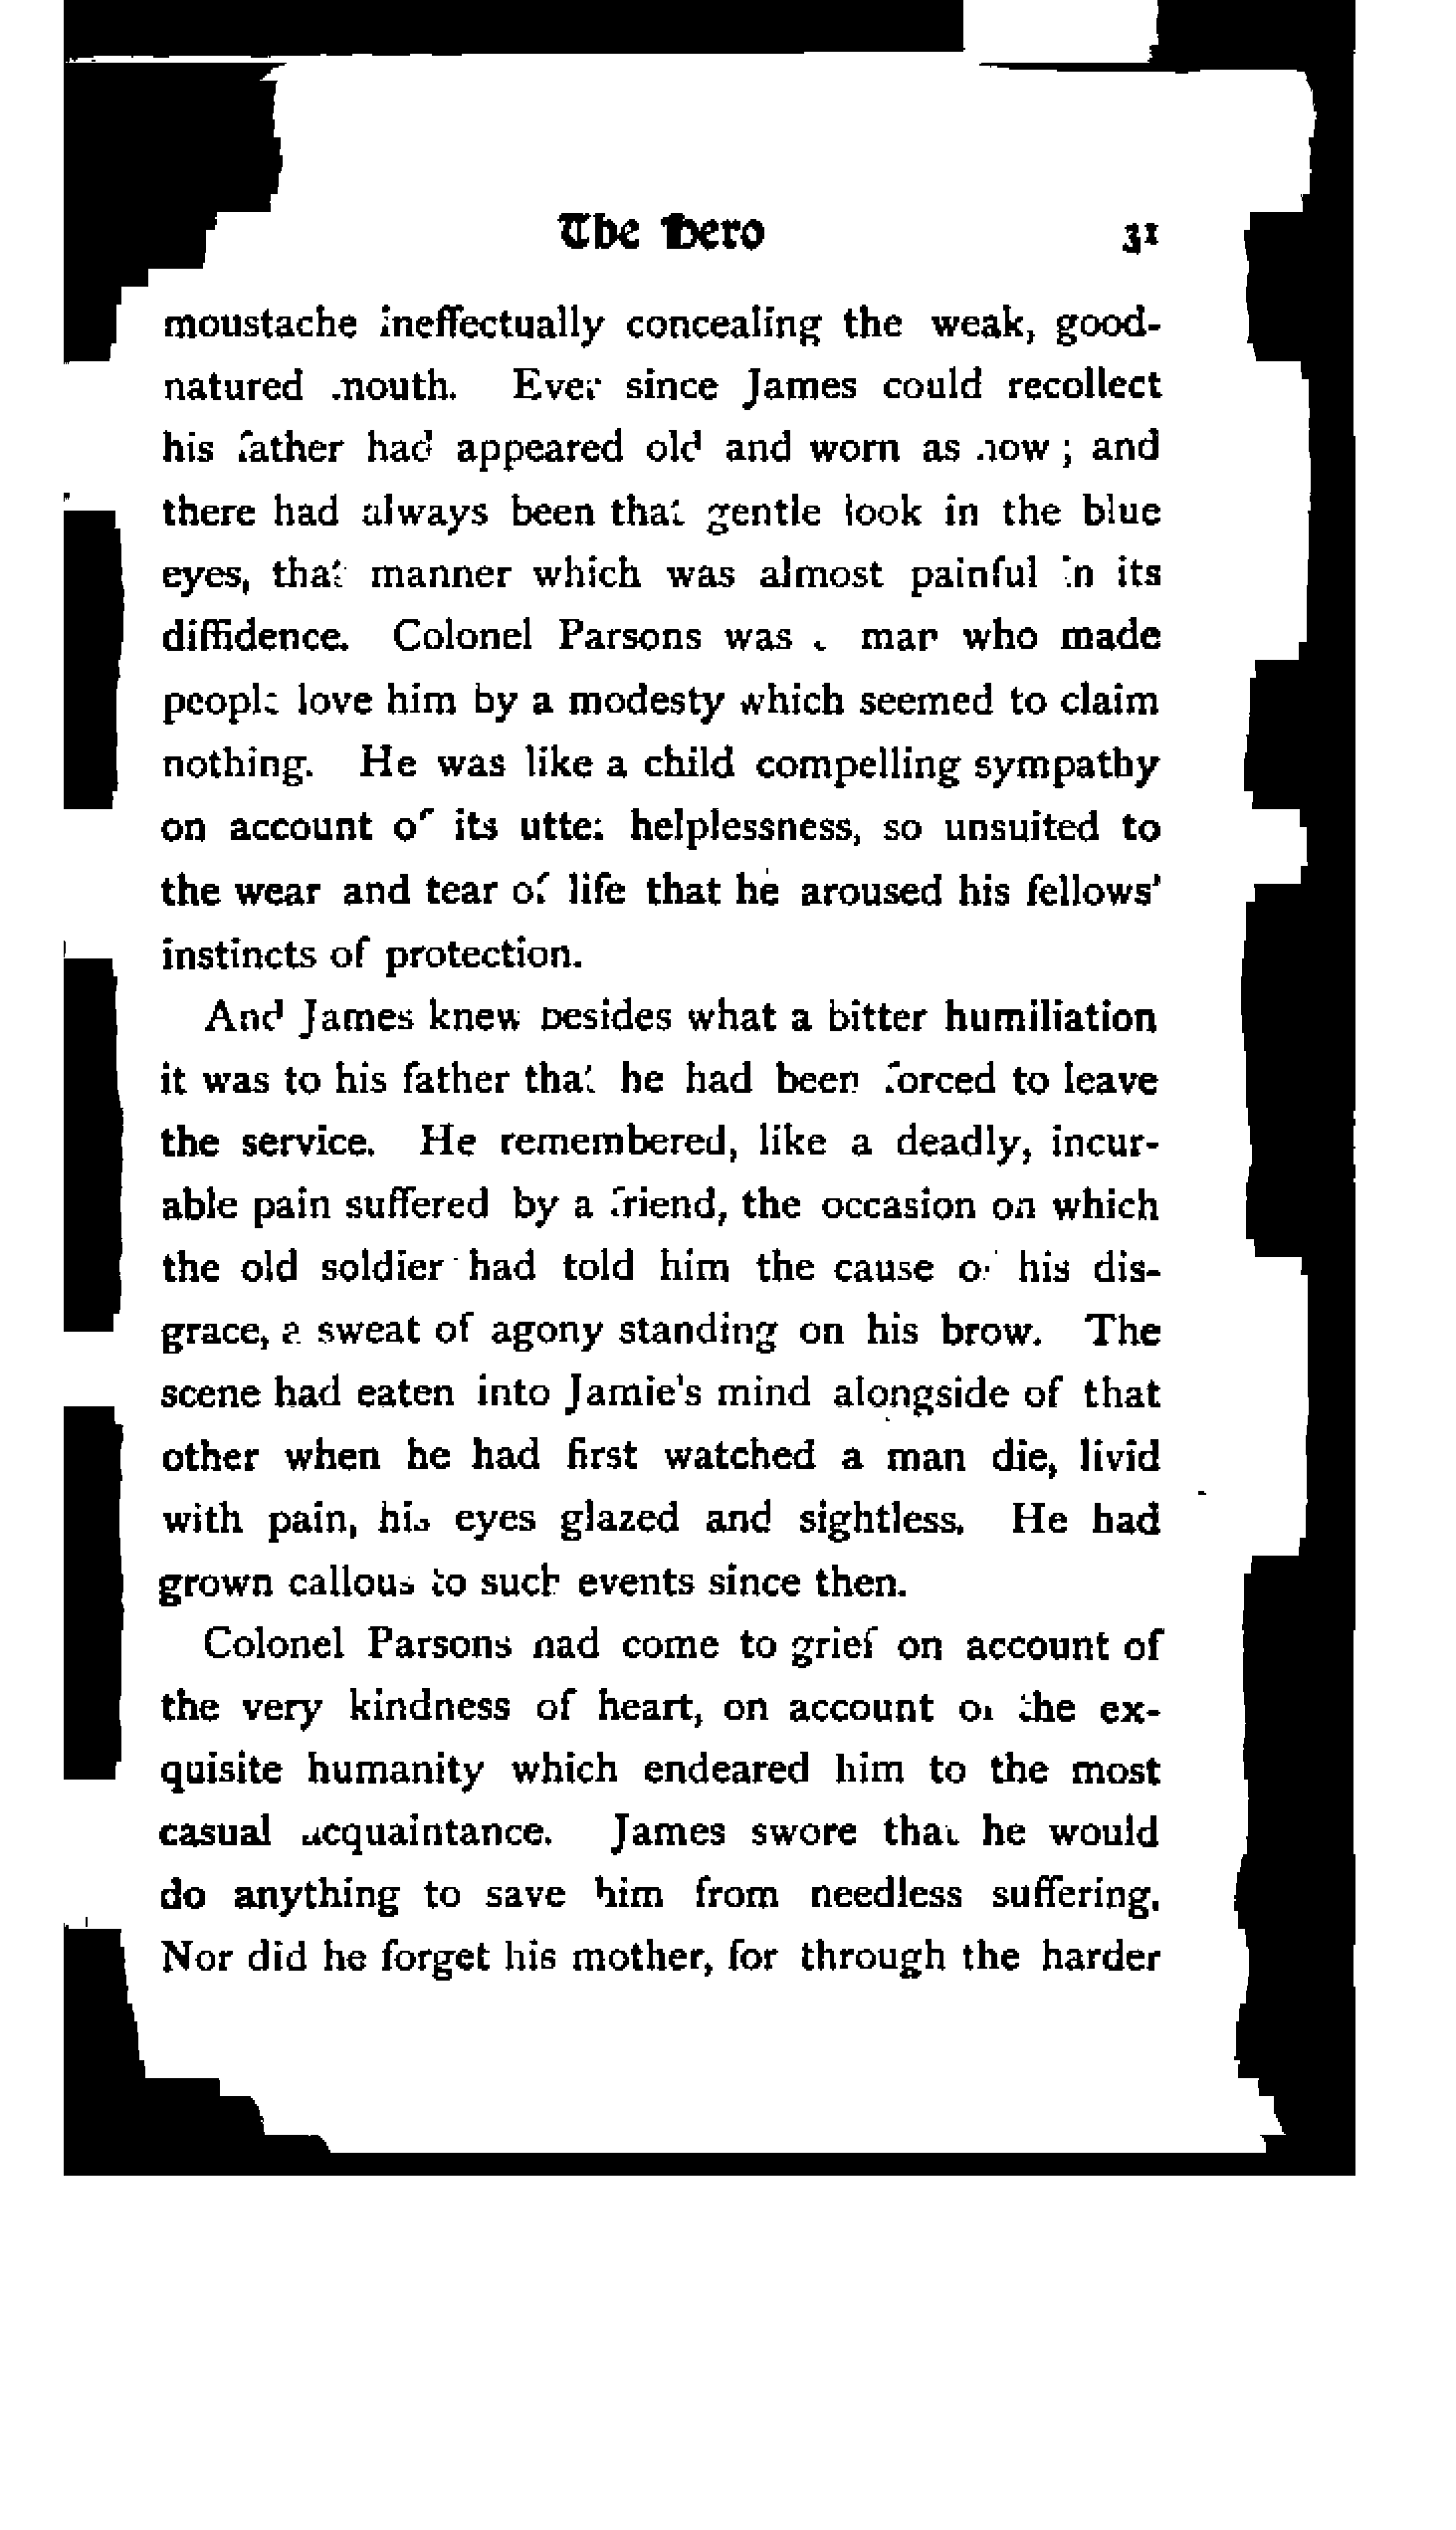 The Hero 31
moustache ineffectually concealing the weak, good-
natured mouth. Ever since James could recollect
his father had appeared old and worn as now ; and
there had always been that gentle look in the blue
eyes, that manner which was almost painful in its
diffidence. Colonel Parsons was a man who made
people love him by a modesty which seemed to claim
nothing. He was like a child compelling sympathy
on account of its utter helplessness, so unsuited to
the wear and tear of life that he aroused his fellows'
instincts of protection.
And James knew besides what a bitter humiliation
it was to his father that he had been forced to leave
the service. He remembered, like a deadly, incur-
able pain suffered by a friend, the occasion on which
the old soldier had told him the cause of his dis-
grace, a sweat of agony standing on his brow. The
scene had eaten into Jamie's mind alongside of that
other when he had first watched a man die, livid
with pain, his eyes glazed and sightless. He had
grown callous to such events since then.
Colonel Parsons had come to grief on account of
the very kindness of heart, on account of the ex-
quisite humanity which endeared him to the most
casual acquaintance. James swore that he would
do anything to save him from needless suffering.
Nor did he forget his mother, for through the harder